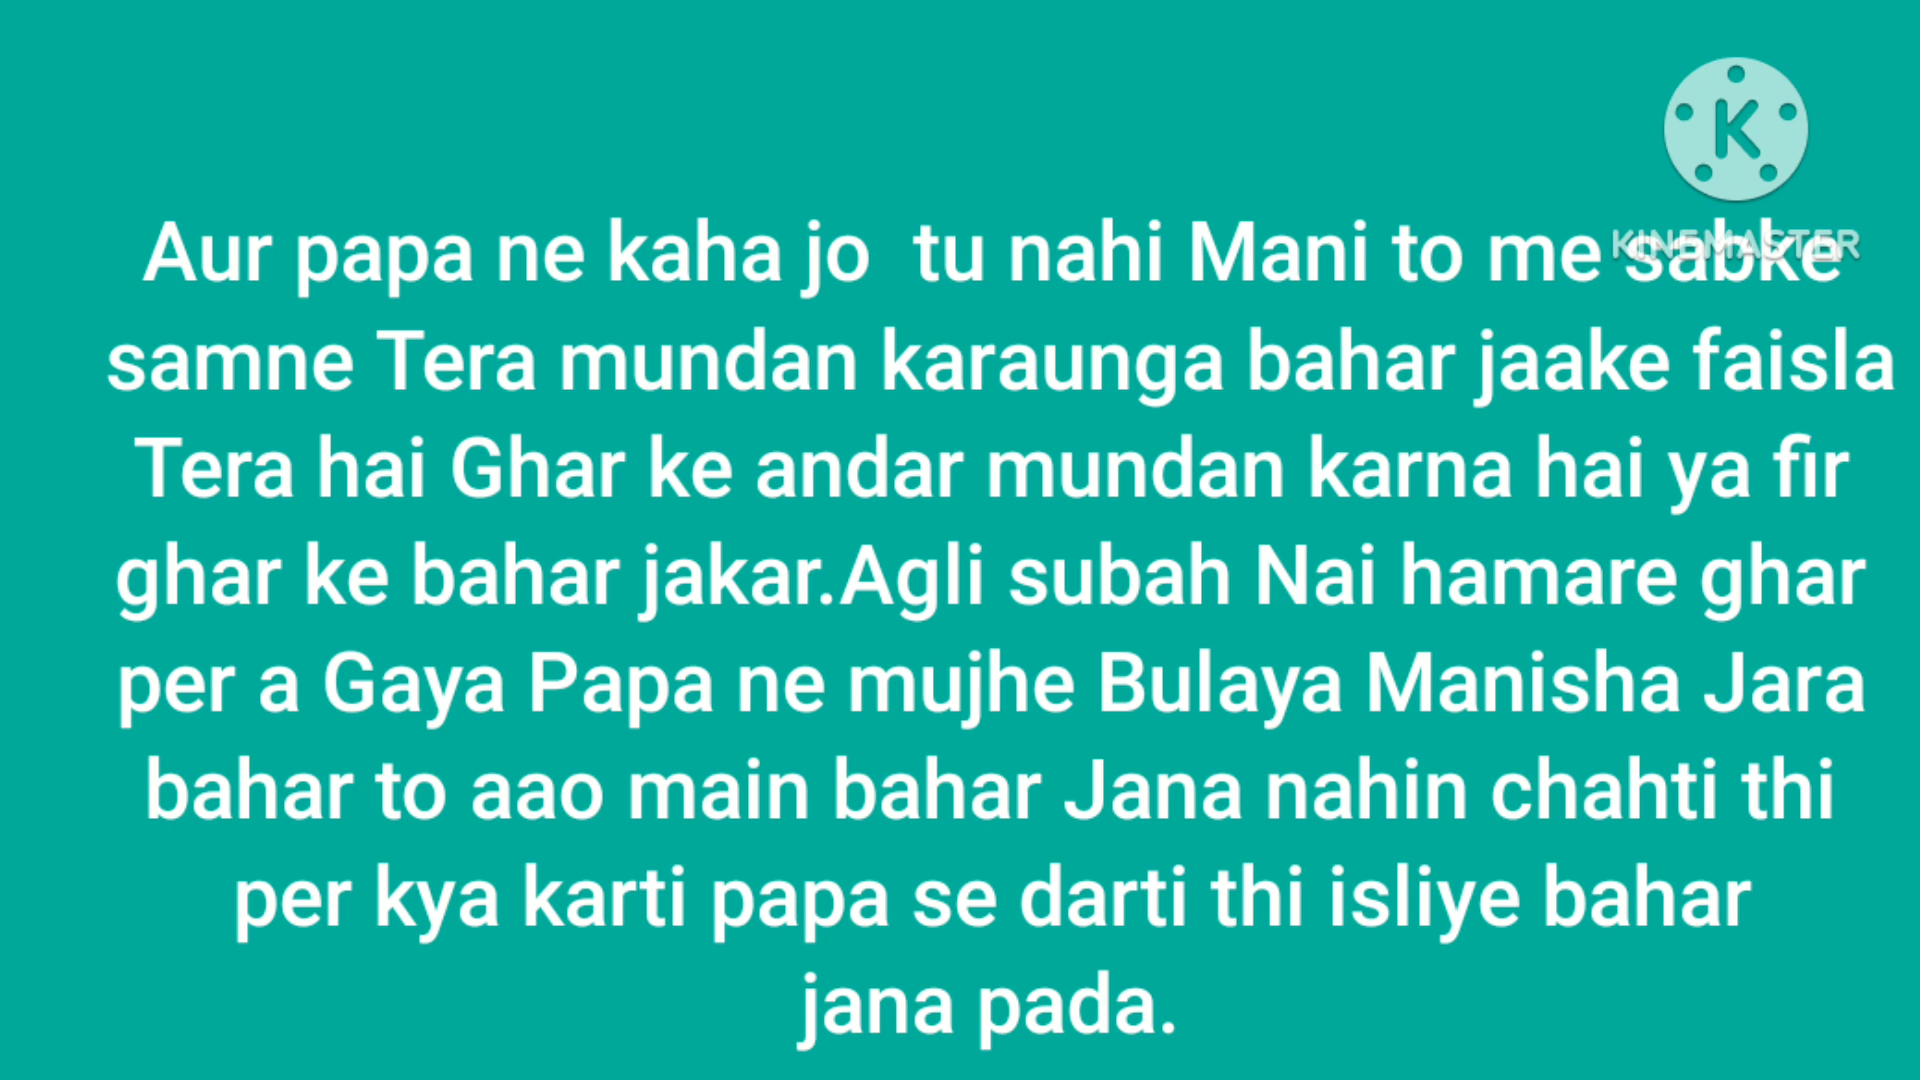 K
KINEMASTER
Aur papa ne kaha jo  tu nahi Mani to me sabke
samne Tera mundan karaunga bahar jaake faisla
Tera hai Ghar ke andar mundan karna hai ya fir
ghar ke bahar jakar.Agli subah Nai hamare ghar
per a Gaya Papa ne mujhe Bulaya Manisha Jara
bahar to aao main bahar Jana nahin chahti thi
per kya karti papa se darti thi isliye bahar
jana pada.